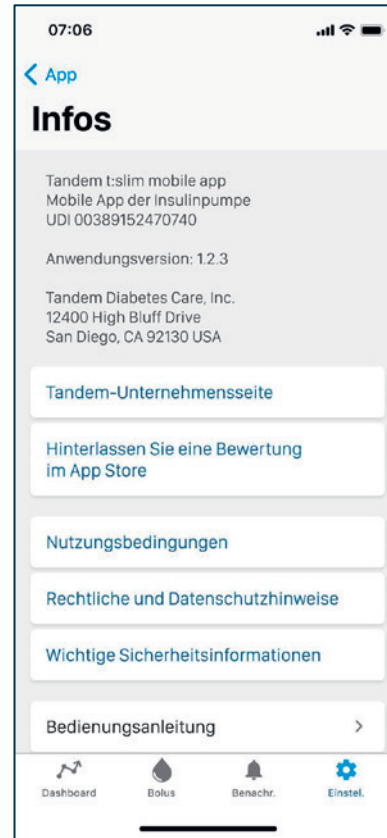 07:06
App
Infos
Tandem t:slim mobile app
Mobile App der Insulinpumpe
UDI 00389152470740
Anwendungsversion: 1.2.3
Tandem Diabetes Care, Inc.
12400 High Bluff Drive
San Diego, CA 92130 USA
Tandem-Unternehmensseite
Hinterlassen Sie eine Bewertung
im App Store
Nutzungsbedingungen
Rechtliche und Datenschutzhinweise
Wichtige Sicherheitsinformationen
Bedienungsanleitung
Dashboard Bolus Benachr. Einstel.